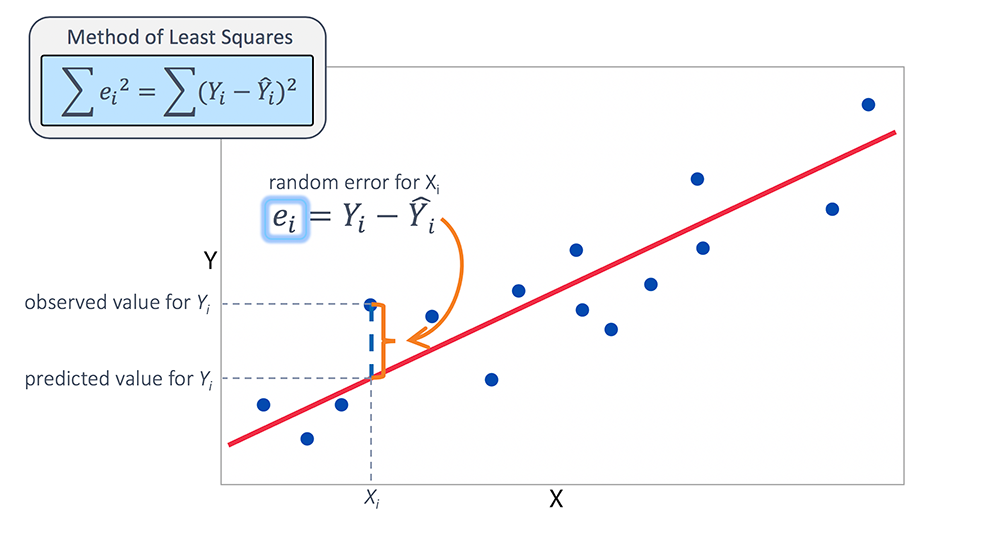 Method of Least Squares
∑ eᵢ² = ∑(Yᵢ − Ŷᵢ)²
random error for Xᵢ
eᵢ = Yᵢ − Ŷᵢ
Y
observed value for Yᵢ
predicted value for Yᵢ
Xᵢ
X